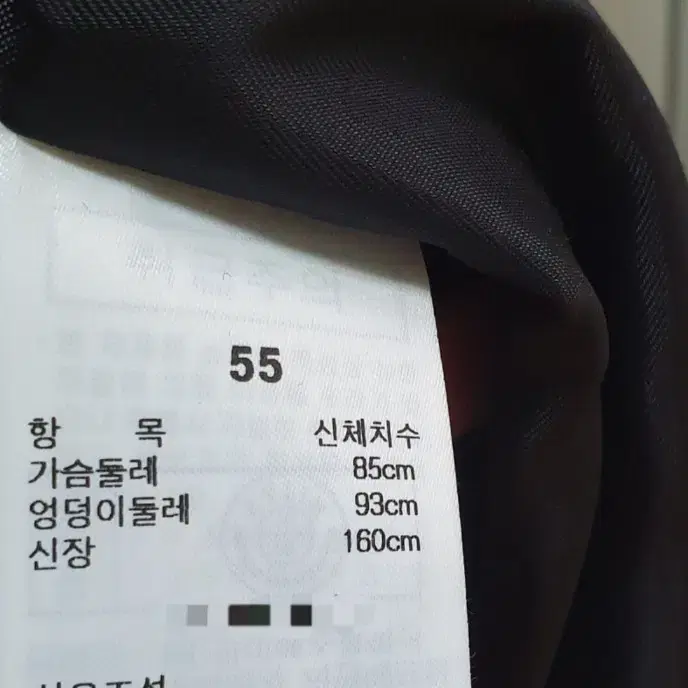 55
항 목 신체치수
가슴둘레 85cm
엉덩이둘레 93cm
신장 160cm